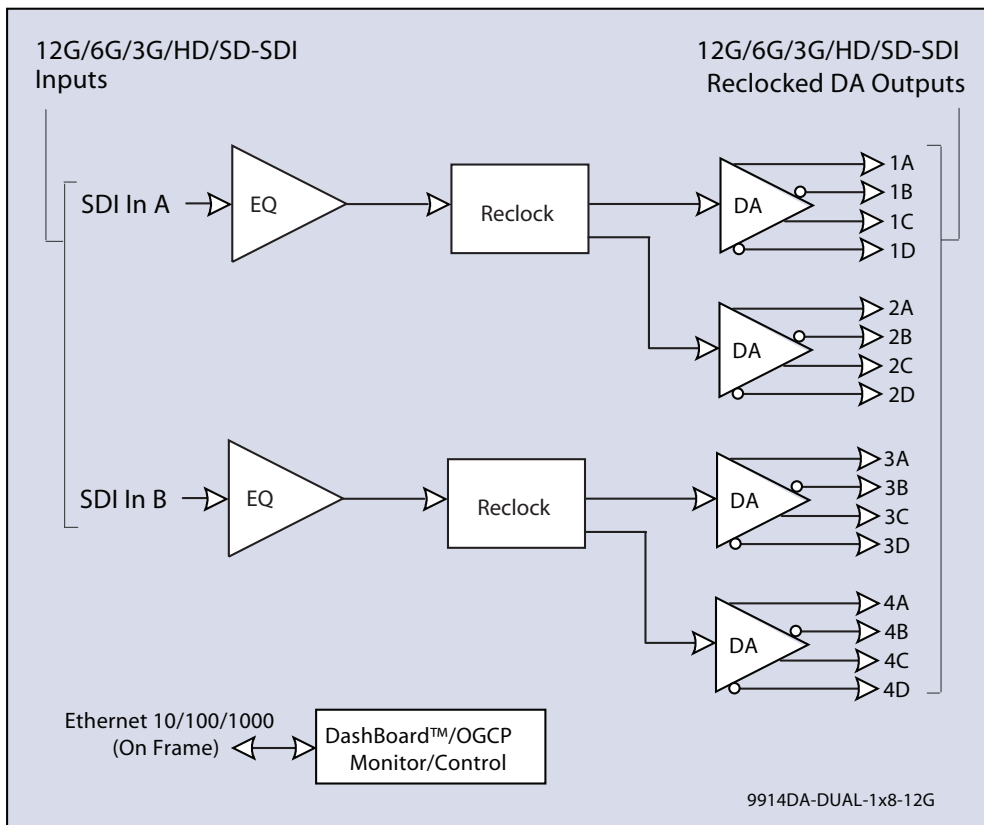 12G/6G/3G/HD/SD-SDI
Inputs
12G/6G/3G/HD/SD-SDI
Reclocked DA Outputs
SDI In A
EQ
Reclock
DA
1A
1B
1C
1D
DA
2A
2B
2C
2D
SDI In B
EQ
Reclock
DA
3A
3B
3C
3D
DA
4A
4B
4C
4D
Ethernet 10/100/1000
(On Frame)
DashBoard™/OGCP
Monitor/Control
9914DA-DUAL-1x8-12G